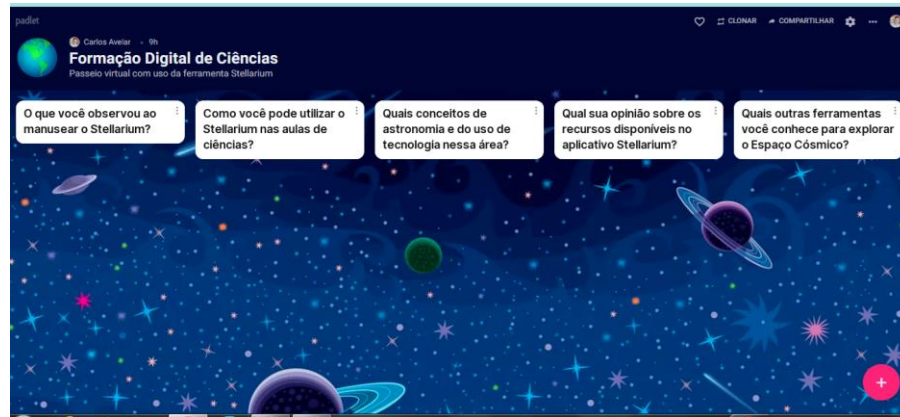 padlet
CLONAR
COMPARTILHAR
Carlos Avelar · 9h
Formação Digital de Ciências
Passeio virtual com uso da ferramenta Stellarium
O que você observou ao
manusear o Stellarium?
Como você pode utilizar o
Stellarium nas aulas de
ciências?
Quais conceitos de
astronomia e do uso de
tecnologia nessa área?
Qual sua opinião sobre os
recursos disponíveis no
aplicativo Stellarium?
Quais outras ferramentas
você conhece para explorar
o Espaço Cósmico?